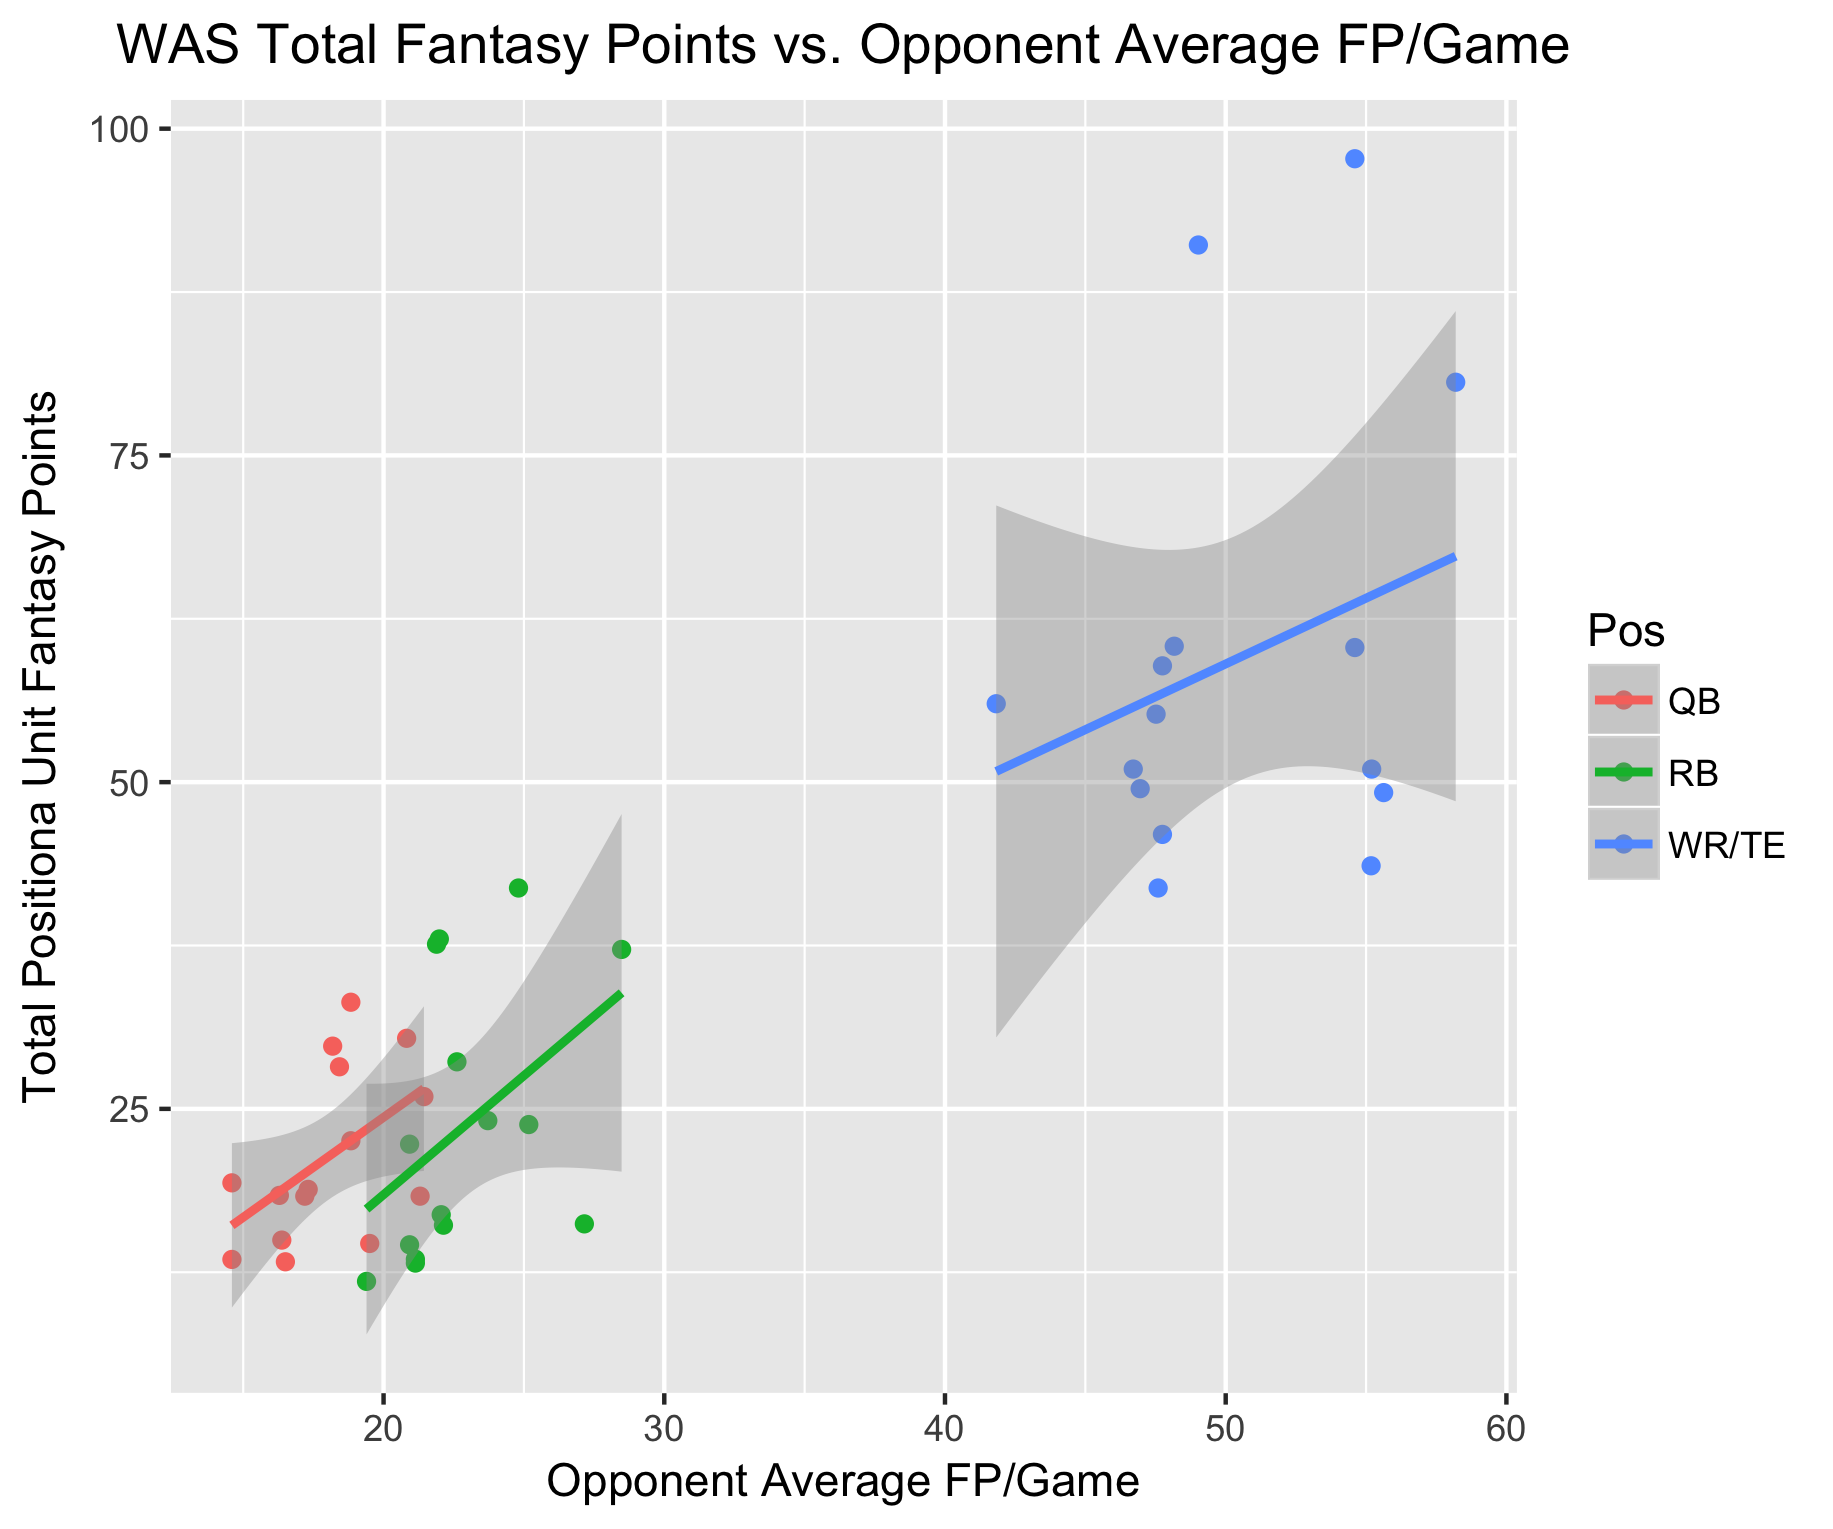 WAS Total Fantasy Points vs. Opponent Average FP/Game
Total Positiona Unit Fantasy Points
100
75
50
25
20 30 40 50 60
Opponent Average FP/Game
Pos
QB
RB
WR/TE